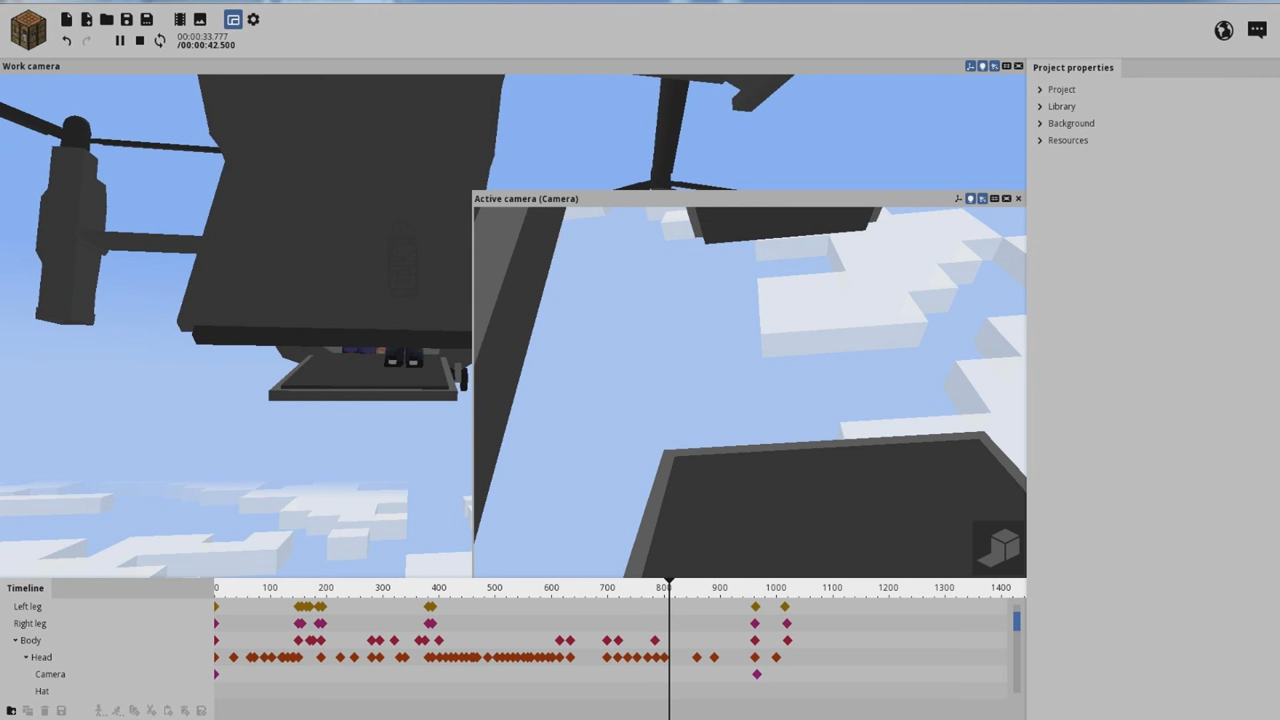 00:00:33.777
/00:00:42.500
Work camera
Project properties
Project
Library
Background
Resources
Active camera (Camera)
Timeline
0 100 200 300 400 500 600 700 800 900 1000 1100 1200 1300 1400
Left leg
Right leg
Body
Head
Camera
Hat